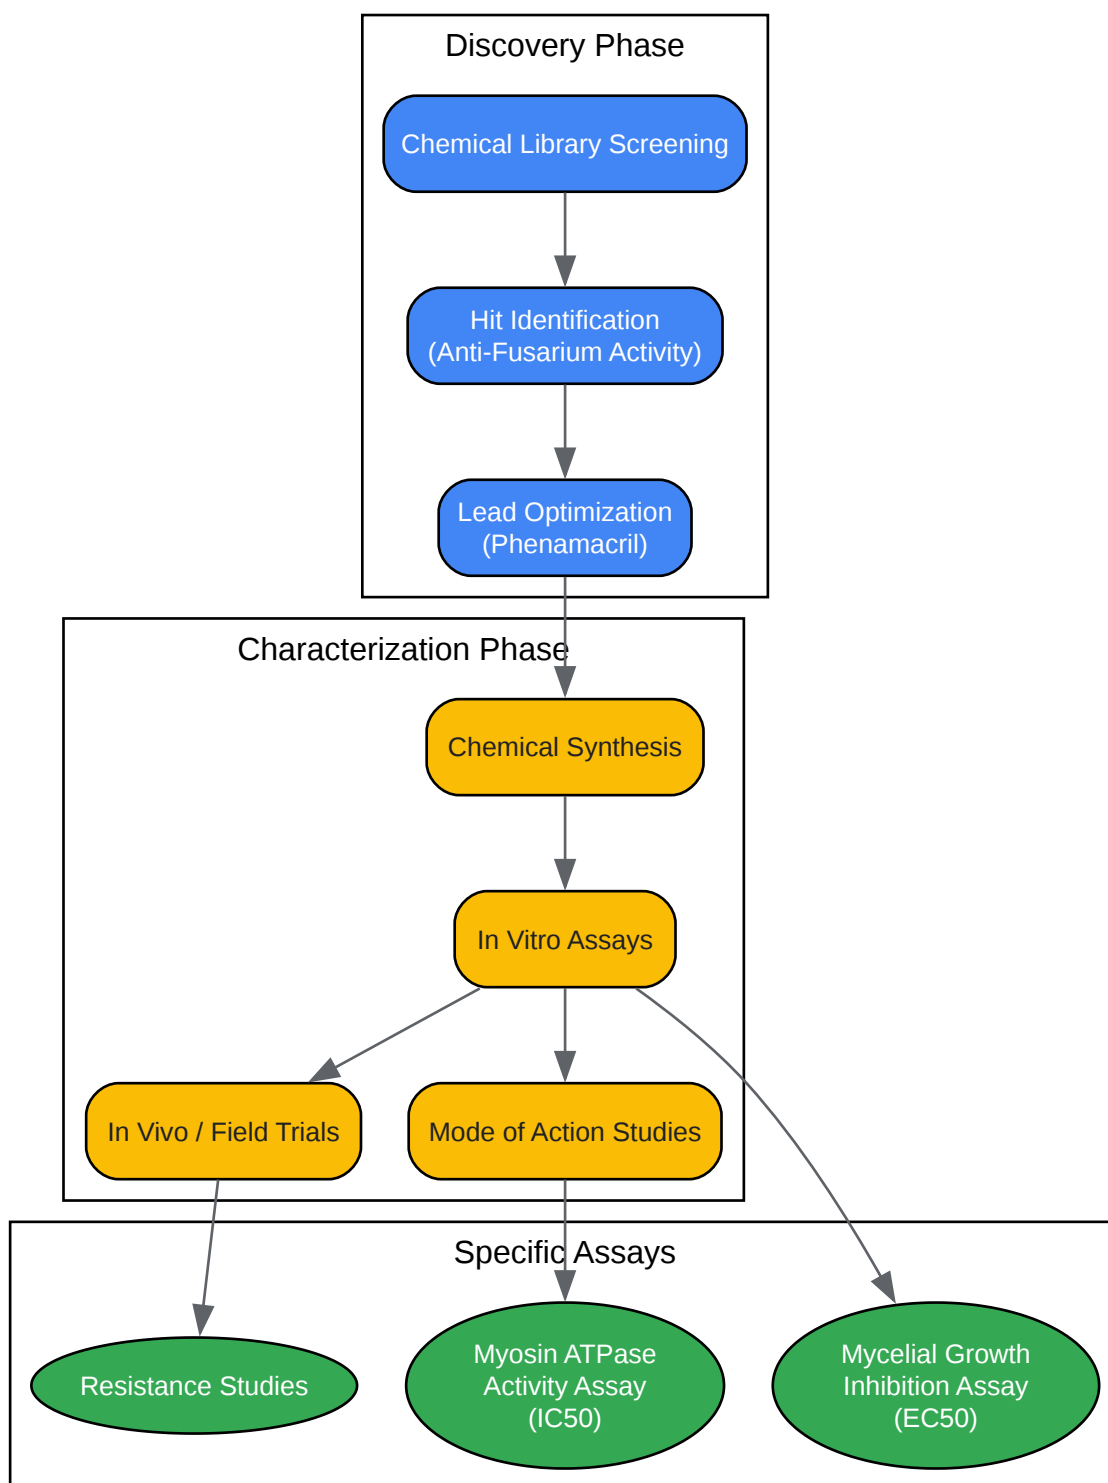 Discovery Phase
Chemical Library Screening
Hit Identification
(Anti-Fusarium Activity)
Lead Optimization
(Phenamacril)
Characterization Phase
Chemical Synthesis
In Vitro Assays
In Vivo / Field Trials
Mode of Action Studies
Specific Assays
Resistance Studies
Myosin ATPase
Activity Assay
(IC50)
Mycelial Growth
Inhibition Assay
(EC50)